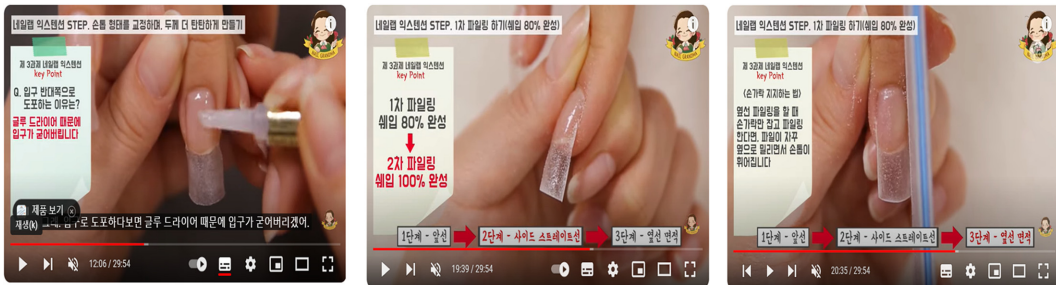 네일랩 익스텐션 STEP. 손톱 형태를 교정하며, 두께 더 탄탄하게 만들기
제 3과제 네일랩 익스텐션
key Point
Q. 입구 반대쪽으로
도포하는 이유는?
글루 드라이어 때문에
입구가 굳어버립니다
제품 보기
재생(k)
로 도포하다보면 글루 드라이어 때문에 입구가 굳어버리겠어.
12:06 / 29:54
네일랩 익스텐션 STEP. 1차 파일링 하기(쉐입 80% 완성)
제 3과제 네일랩 익스텐션
key Point
1차 파일링
쉐입 80% 완성
2차 파일링
쉐입 100% 완성
1단계 - 앞선
2단계 - 사이드 스트레이트선
3단계 - 옆선 면적
19:39 / 29:54
네일랩 익스텐션 STEP. 1차 파일링 하기(쉐입 80% 완성)
제 3과제 네일랩 익스텐션
key Point
<손가락 지지하는 법>
옆선 파일링을 할 때
손가락만 잡고 파일링
한다면, 파일이 자꾸
옆으로 밀리면서 손톱이
휘어집니다
1단계 - 앞선
2단계 - 사이드 스트레이트선
3단계 - 옆선 면적
20:35 / 29:54